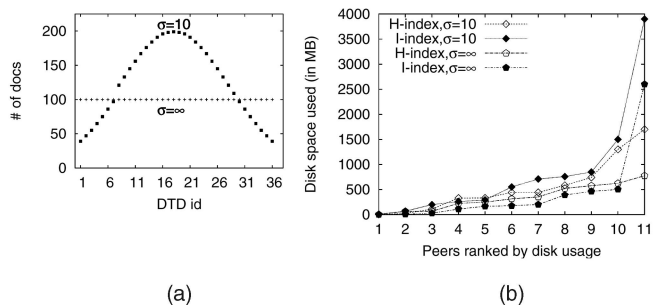 σ=10
200
150
100
50
0
# of docs
σ=∞
1 6 11 16 21 26 31 36
DTD id
(a)
4000
3500
3000
2500
2000
1500
1000
500
0
Disk space used (in MB)
H-index,σ=10
I-index,σ=10
H-index,σ=∞
I-index,σ=∞
1 2 3 4 5 6 7 8 9 10 11
Peers ranked by disk usage
(b)